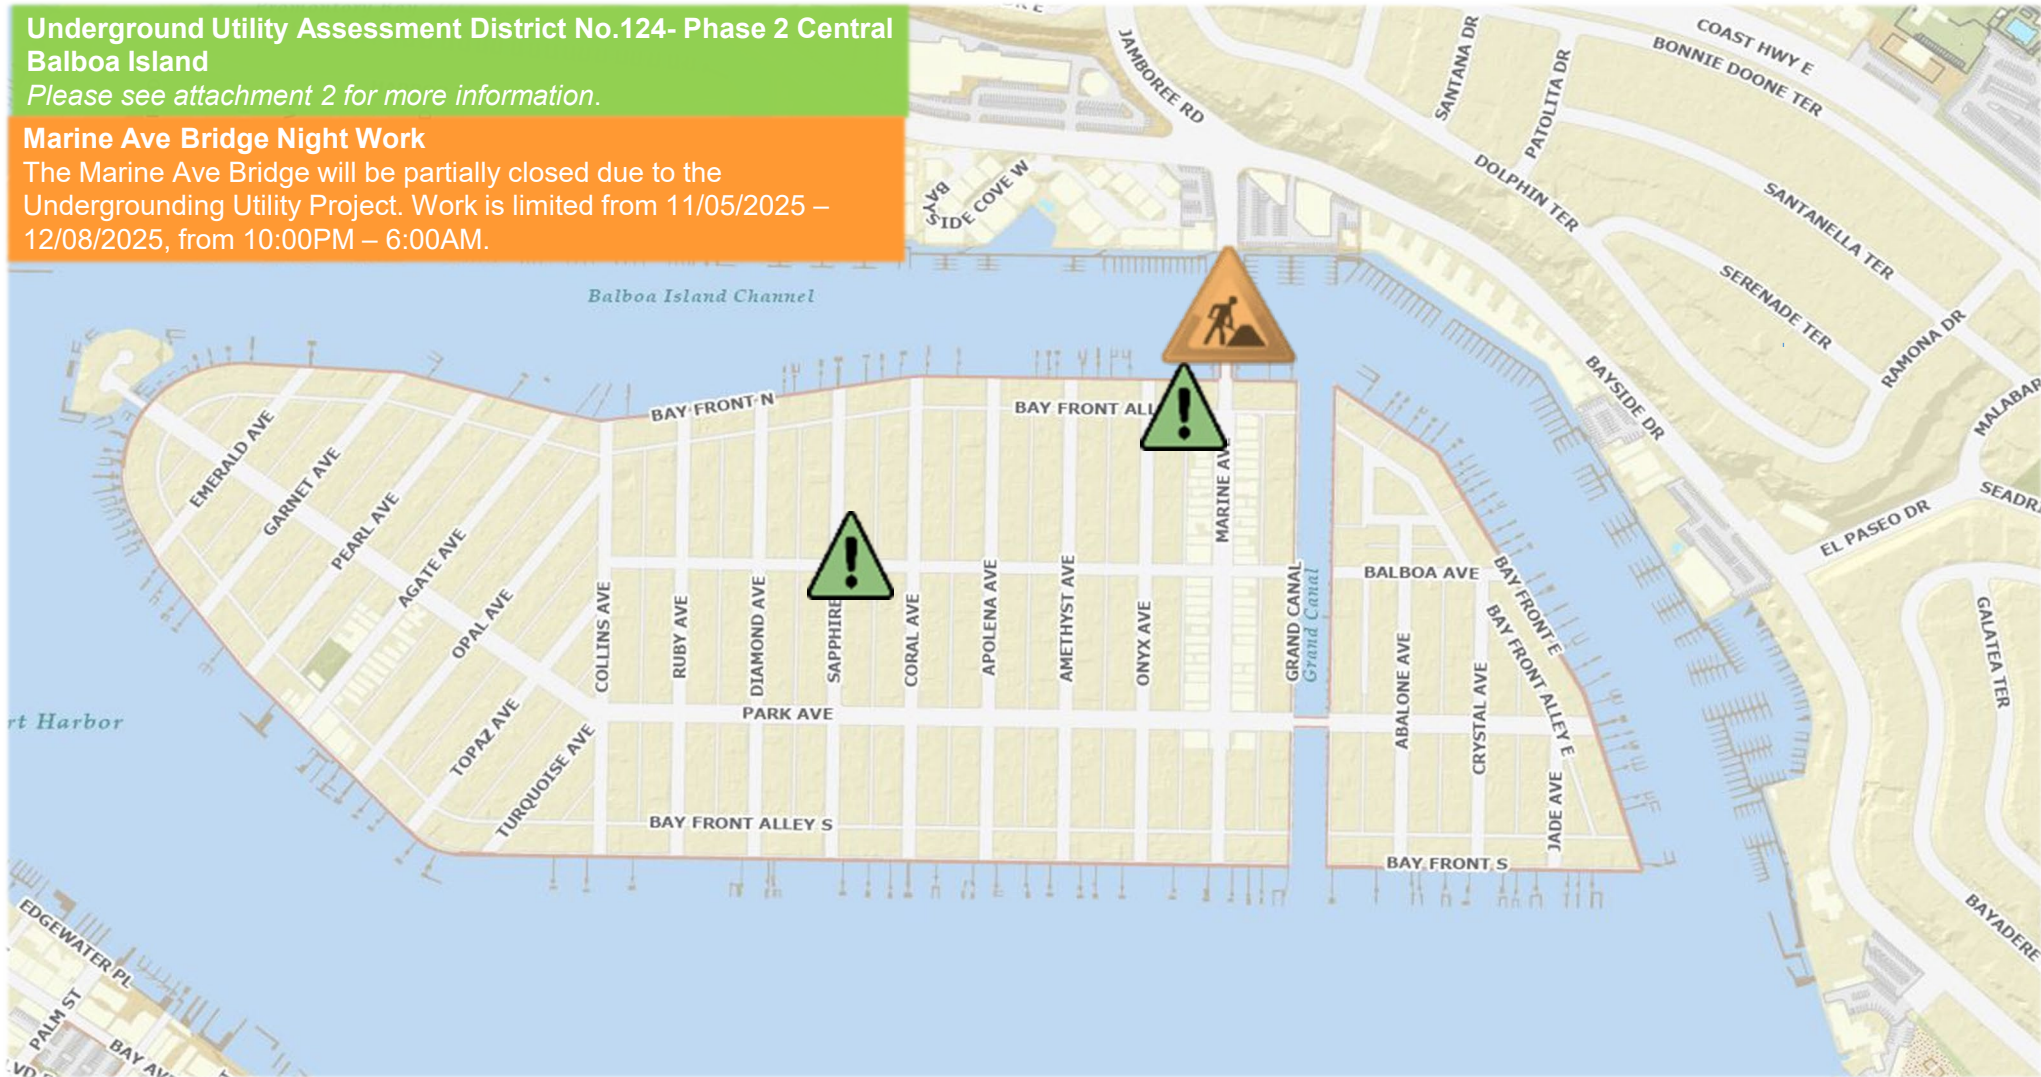 Underground Utility Assessment District No.124- Phase 2 Central
Balboa Island
Please see attachment 2 for more information.
Marine Ave Bridge Night Work
The Marine Ave Bridge will be partially closed due to the
Undergrounding Utility Project. Work is limited from 11/05/2025 –
12/08/2025, from 10:00PM – 6:00AM.
JAMBOREE RD
SANTANA DR
PATOLITA DR
COAST HWY E
BONNIE DOONE TER
BAYSIDE COVE W
DOLPHIN TER
SANTANELLA TER
SERENADE TER
RAMONA DR
BAYSIDE DR
EL PASEO DR
GALATEA TER
BAYADERE
Balboa Island Channel
BAY FRONT N
BAY FRONT ALL
EMERALD AVE
GARNET AVE
PEARL AVE
AGATE AVE
OPAL AVE
TOPAZ AVE
TURQUOISE AVE
COLLINS AVE
RUBY AVE
DIAMOND AVE
SAPPHIRE
CORAL AVE
APOLENA AVE
AMETHYST AVE
ONYX AVE
MARINE AV
GRAND CANAL
Grand Canal
BALBOA AVE
BAY FRONT E
BAY FRONT ALLEY E
ABALONE AVE
CRYSTAL AVE
JADE AVE
PARK AVE
BAY FRONT ALLEY S
BAY FRONT S
rt Harbor
EDGEWATER PL
PALM ST
BAY AV
MALABAR
SEADR